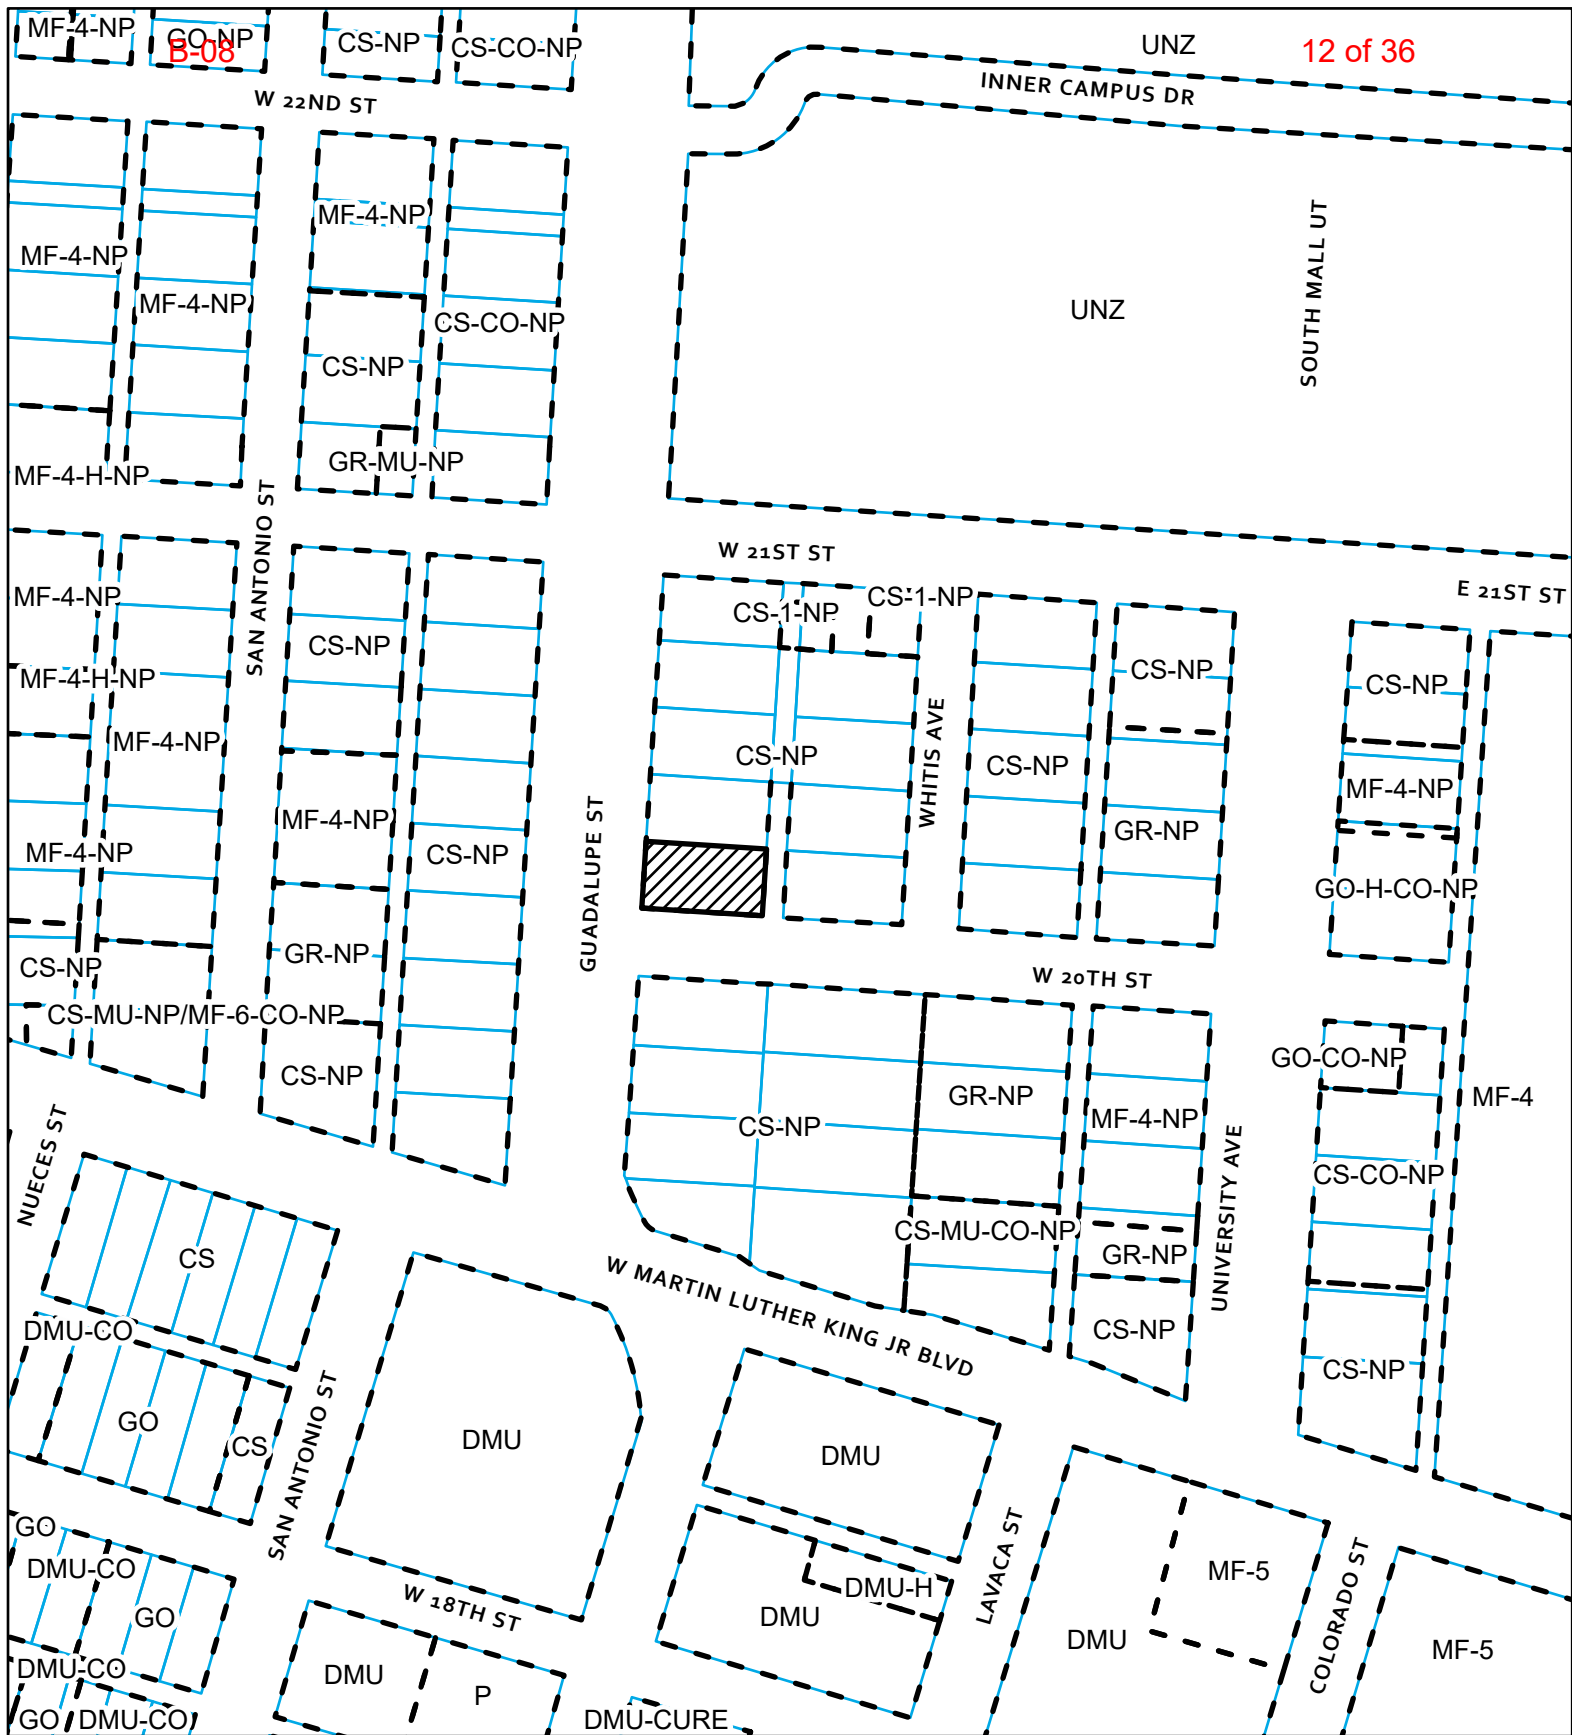 MF-4-NP
GO-NP
B-08
CS-NP
CS-CO-NP
UNZ
12 of 36
INNER CAMPUS DR
W 22ND ST
MF-4-NP
MF-4-NP
MF-4-NP
CS-CO-NP
CS-NP
UNZ
SOUTH MALL UT
GR-MU-NP
MF-4-H-NP
SAN ANTONIO ST
W 21ST ST
E 21ST ST
MF-4-NP
CS-1-NP
CS-1-NP
CS-NP
CS-NP
CS-NP
MF-4-H-NP
MF-4-NP
CS-NP
WHITIS AVE
CS-NP
MF-4-NP
MF-4-NP
GR-NP
MF-4-NP
CS-NP
GUADALUPE ST
GO-H-CO-NP
GR-NP
CS-NP
W 20TH ST
CS-MU-NP/MF-6-CO-NP
CS-NP
GO-CO-NP
GR-NP
MF-4
CS-NP
MF-4-NP
NUECES ST
CS-CO-NP
UNIVERSITY AVE
CS-MU-CO-NP
GR-NP
CS
W MARTIN LUTHER KING JR BLVD
CS-NP
DMU-CO
CS-NP
GO
CS
SAN ANTONIO ST
DMU
DMU
GO
DMU-CO
LAVACA ST
MF-5
COLORADO ST
DMU-H
GO
W 18TH ST
DMU
DMU
MF-5
DMU-CO
DMU
P
GO
DMU-CO
DMU-CURE